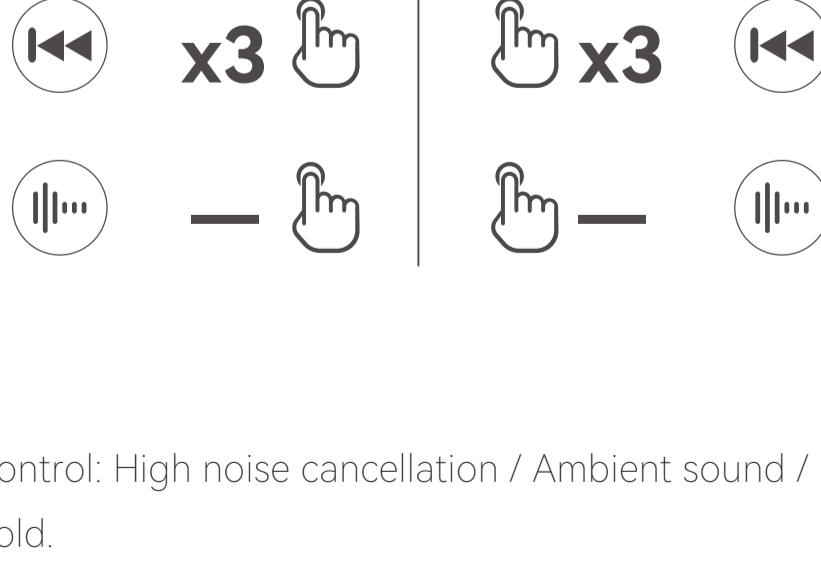 x3 x3
ontrol: High noise cancellation / Ambient sound /
old.